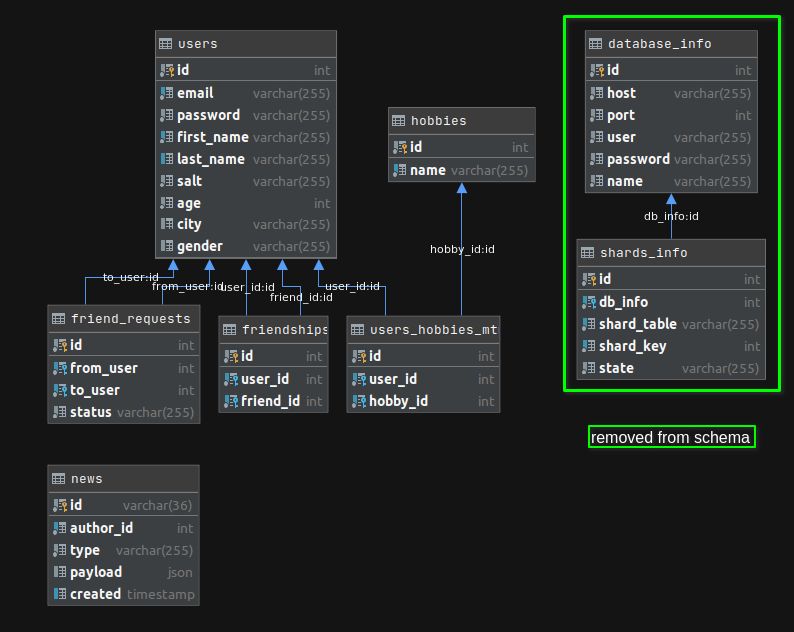 users
id int
email varchar(255)
password varchar(255)
first_name varchar(255)
last_name varchar(255)
salt varchar(255)
age int
city varchar(255)
gender varchar(255)
hobbies
id int
name varchar(255)
database_info
id int
host varchar(255)
port int
user varchar(255)
password varchar(255)
name varchar(255)
db_info:id
shards_info
id int
db_info int
shard_table varchar(255)
shard_key int
state varchar(255)
removed from schema
hobby_id:id
to_user:id
from_user:id
user_id:id
friend_id:id
user_id:id
friend_requests
id int
from_user int
to_user int
status varchar(255)
friendships
id int
user_id int
friend_id int
users_hobbies_mt
id int
user_id int
hobby_id int
news
id varchar(36)
author_id int
type varchar(255)
payload json
created timestamp